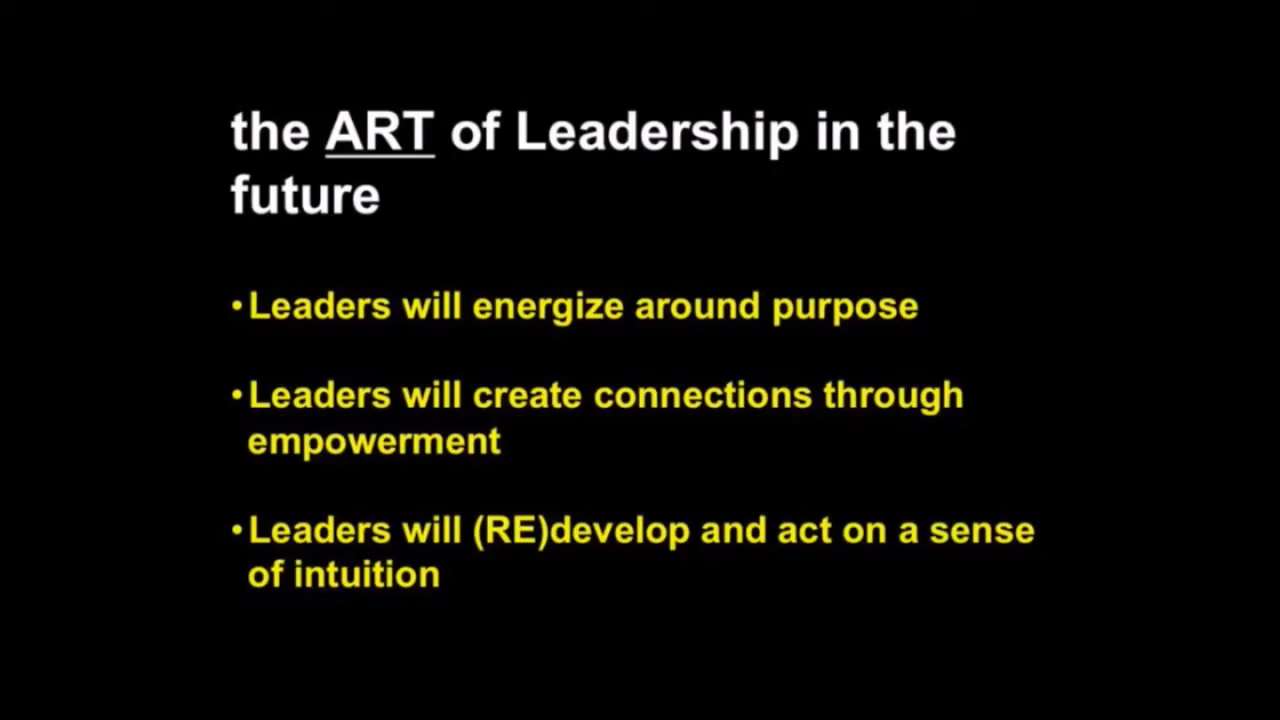 the ART of Leadership in the
future
•Leaders will energize around purpose
•Leaders will create connections through
empowerment
•Leaders will (RE)develop and act on a sense
of intuition